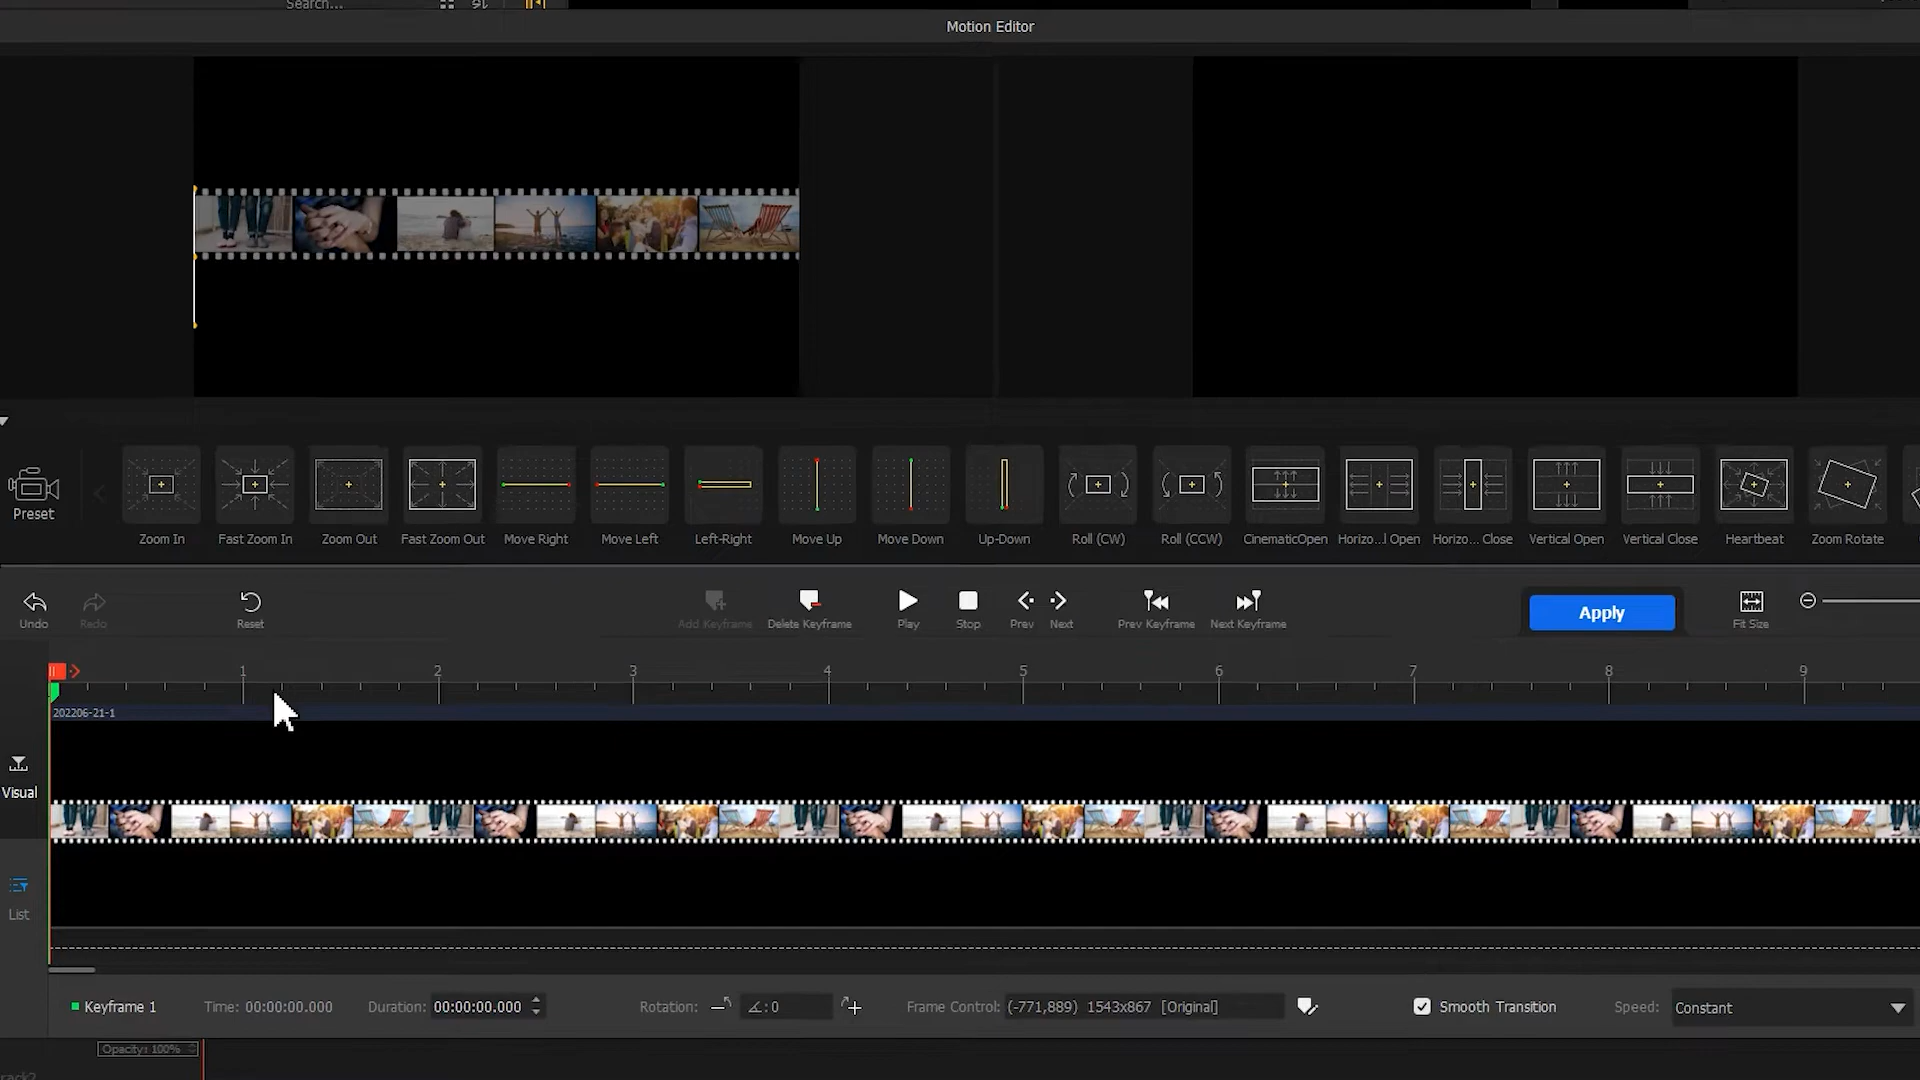 Search...
Motion Editor
Preset
Zoom In Fast Zoom In Zoom Out Fast Zoom Out Move Right Move Left Left-Right Move Up Move Down Up-Down Roll (CW) Roll (CCW) CinematicOpen Horizo...l Open Horizo... Close Vertical Open Vertical Close Heartbeat Zoom Rotate
Undo Redo Reset Add Keyframe Delete Keyframe Play Stop Prev Next Prev Keyframe Next Keyframe Apply Fit Size
1 2 3 4 5 6 7 8 9
202206-21-1
Visual
List
Keyframe 1 Time: 00:00:00.000 Duration: 00:00:00.000 Rotation: ∠:0 Frame Control: (-771,889) 1543x867 [Original] Smooth Transition Speed: Constant
Opacity: 100%